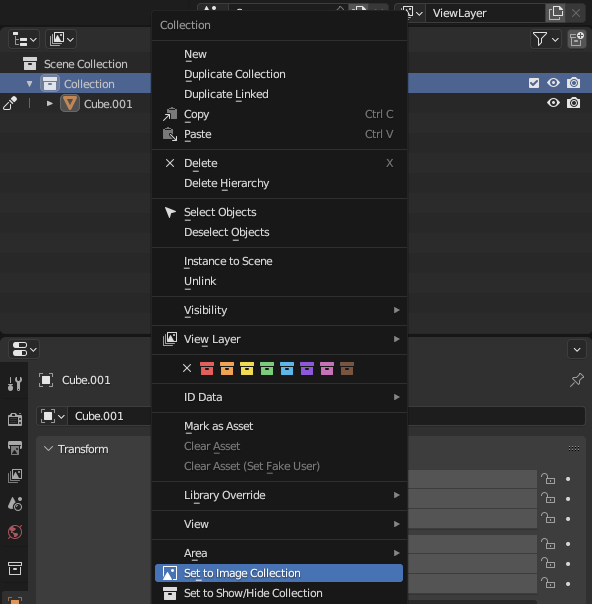 ViewLayer
Collection
Scene Collection
New
Collection
Duplicate Collection
Duplicate Linked
Cube.001
Copy Ctrl C
Paste Ctrl V
Delete X
Delete Hierarchy
Select Objects
Deselect Objects
Instance to Scene
Unlink
Visibility
View Layer
Cube.001
ID Data
Cube.001
Mark as Asset
Clear Asset
Transform
Clear Asset (Set Fake User)
Library Override
View
Area
Set to Image Collection
Set to Show/Hide Collection